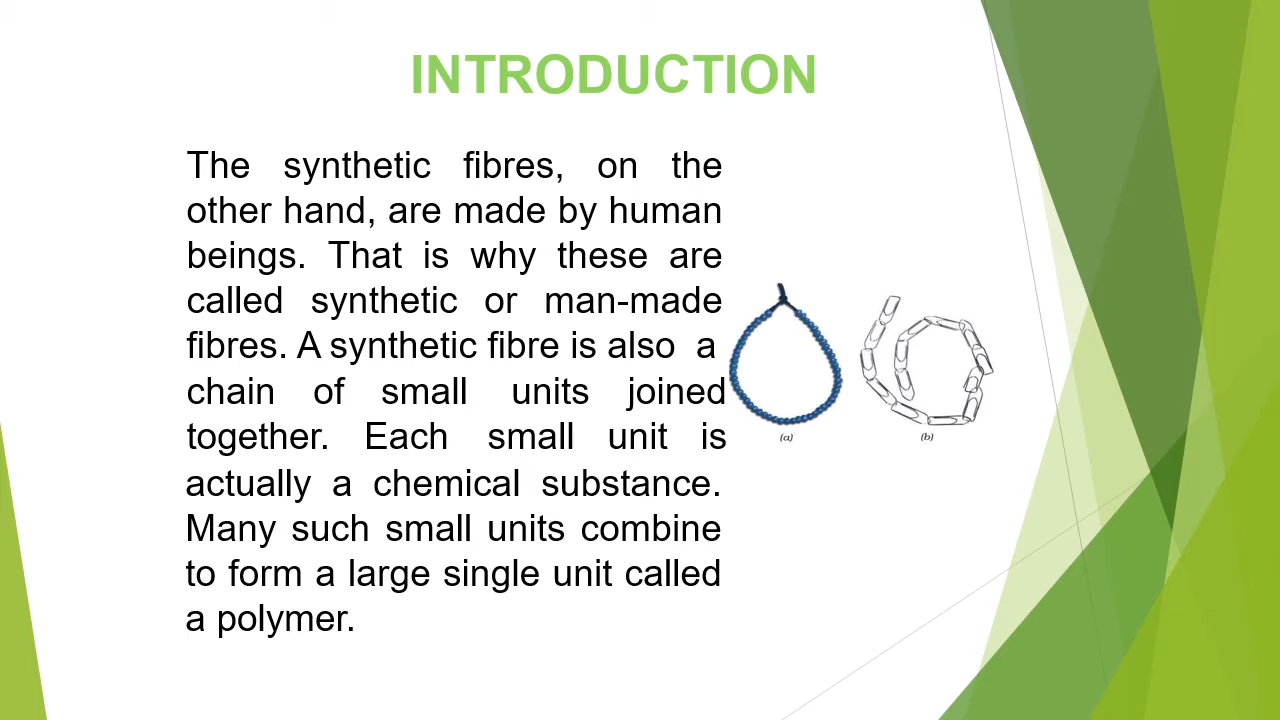 INTRODUCTION
The synthetic fibres, on the
other hand, are made by human
beings. That is why these are
called synthetic or man-made
fibres. A synthetic fibre is also a
chain of small units joined
together. Each small unit is
actually a chemical substance.
Many such small units combine
to form a large single unit called
a polymer.
(a)
(b)